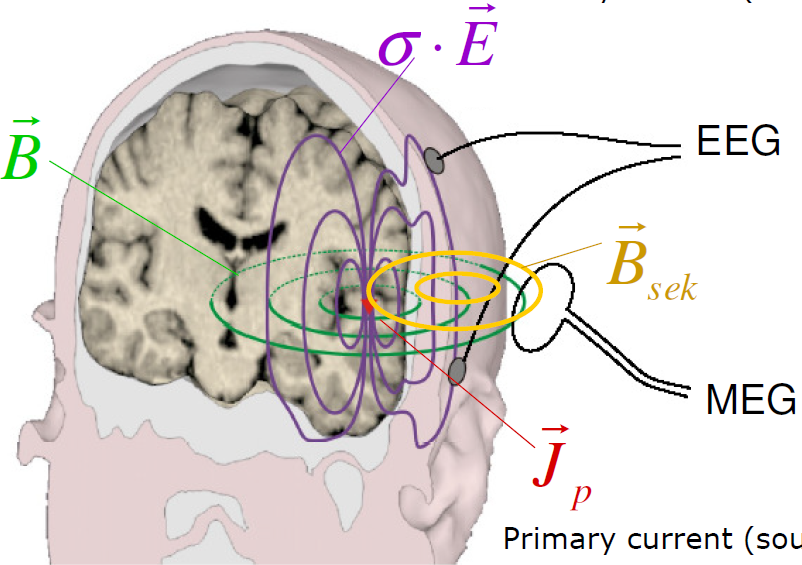 σ · E⃗
B⃗
EEG
B⃗ sek
MEG
J⃗ p
Primary current (sou